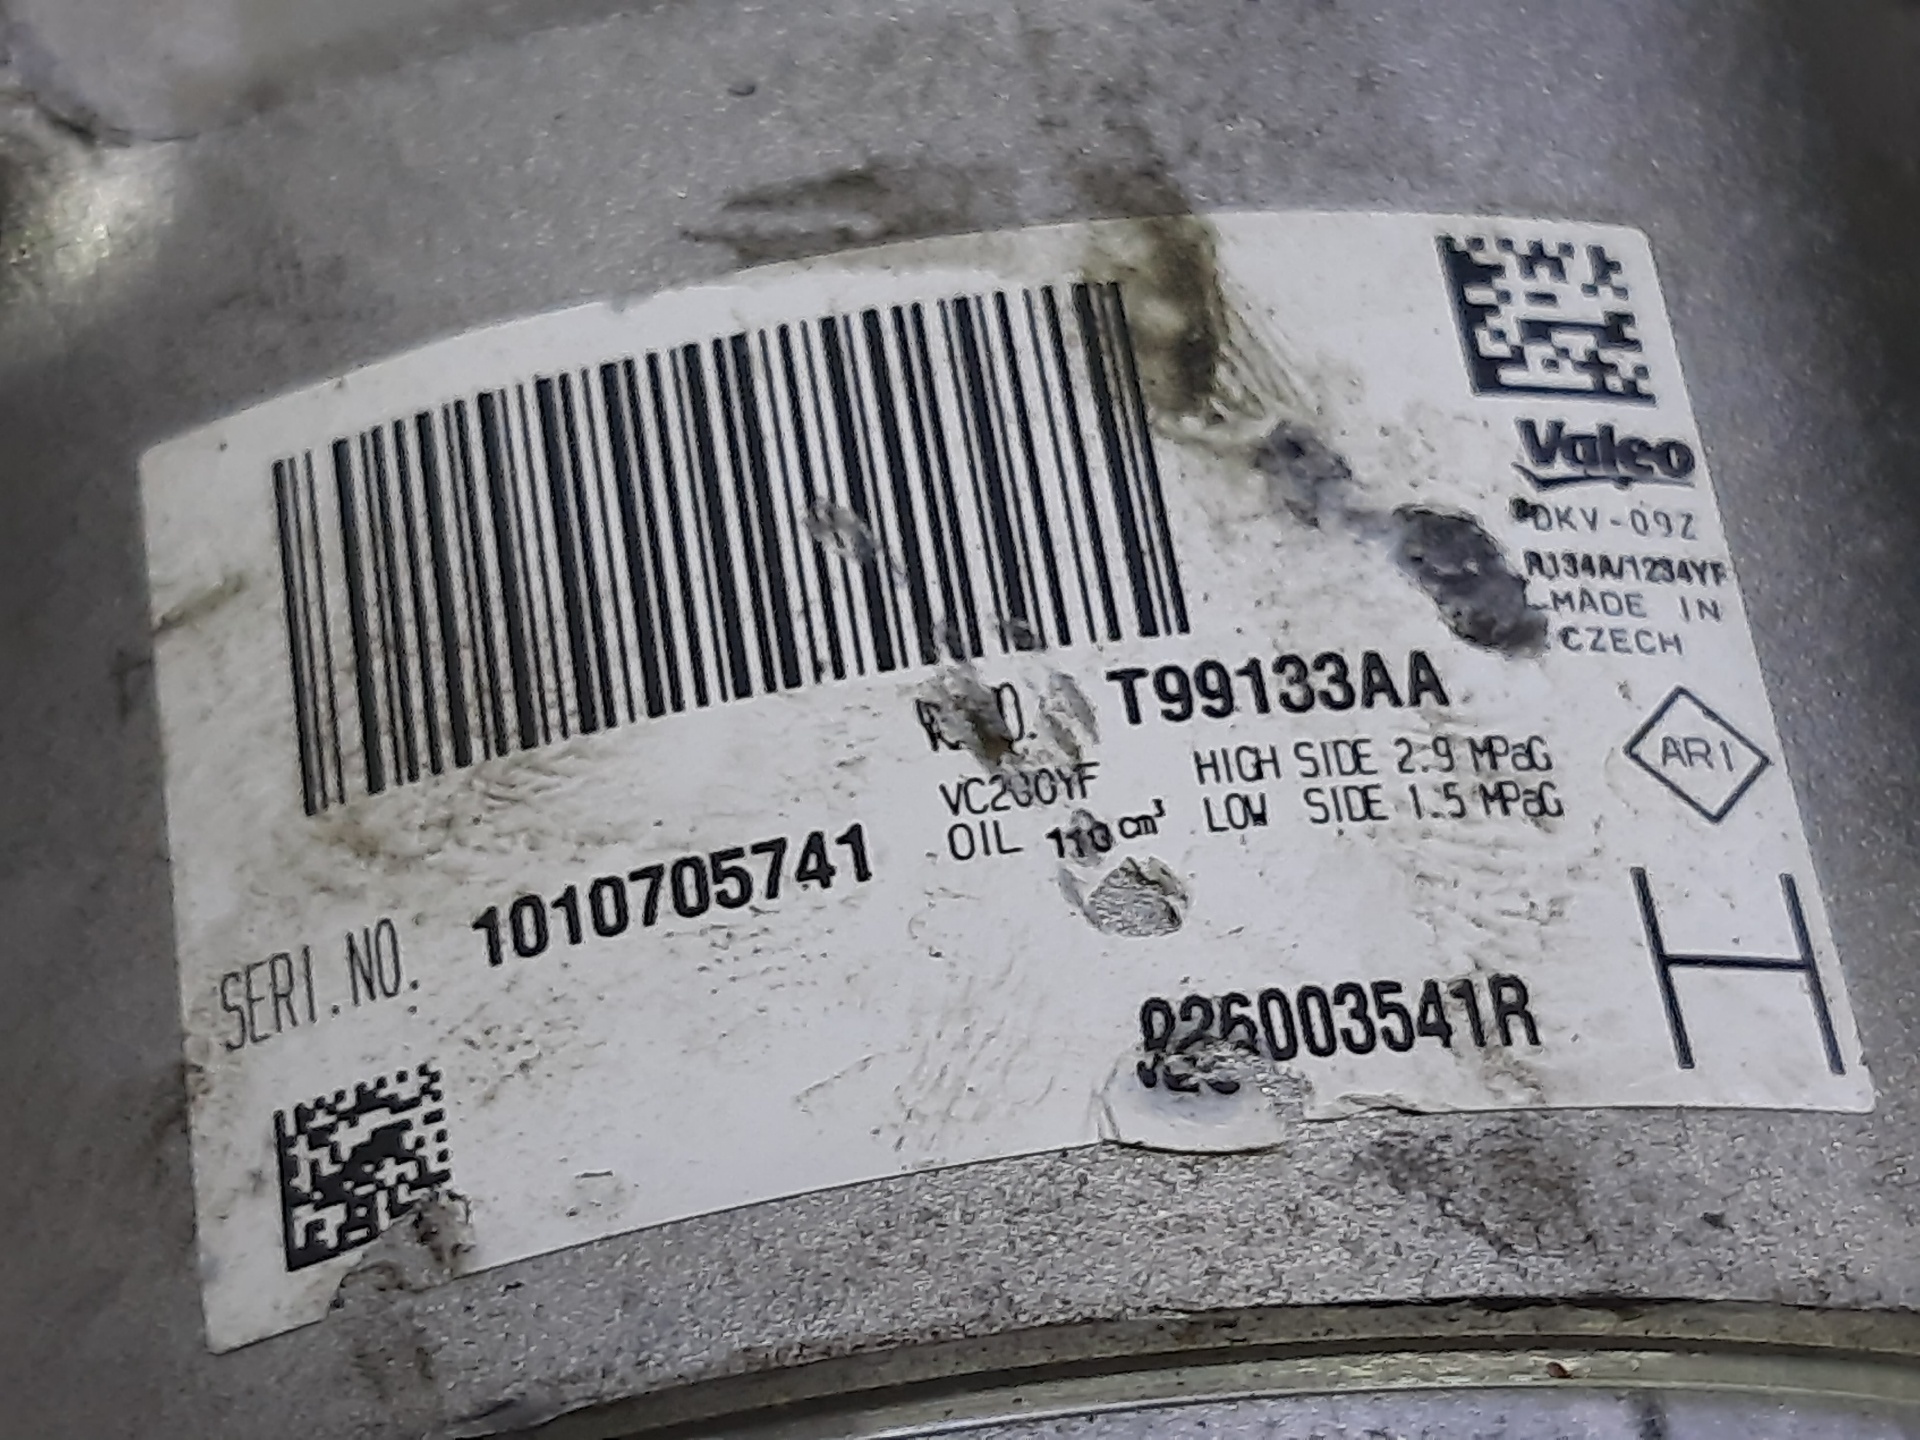 Valeo
DKV-09Z
R134A/1234YF
MADE IN
CZECH
T99133AA
HIGH SIDE 2.9 MPaG
OIL 110 cm³ LOW SIDE 1.5 MPaG
AR1
SERI.NO. 1010705741
926003541R
H